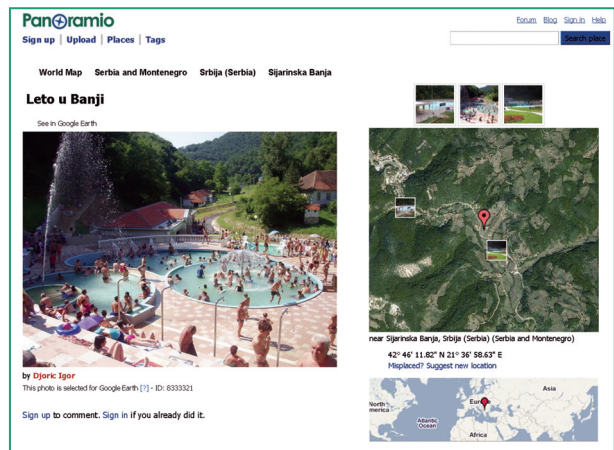 Panoramio
Forum Blog Sign in Help
Sign up | Upload | Places | Tags
Search place
World Map Serbia and Montenegro Srbija (Serbia) Sijarinska Banja
Leto u Banji
See in Google Earth
by Djoric Igor
This photo is selected for Google Earth [?] - ID: 8333321
Sign up to comment. Sign in if you already did it.
near Sijarinska Banja, Srbija (Serbia) (Serbia and Montenegro)
42° 46' 11.82" N 21° 36' 58.63" E
Misplaced? Suggest new location
North
merica
Atlantic
Ocean
Europe
Africa
Asia